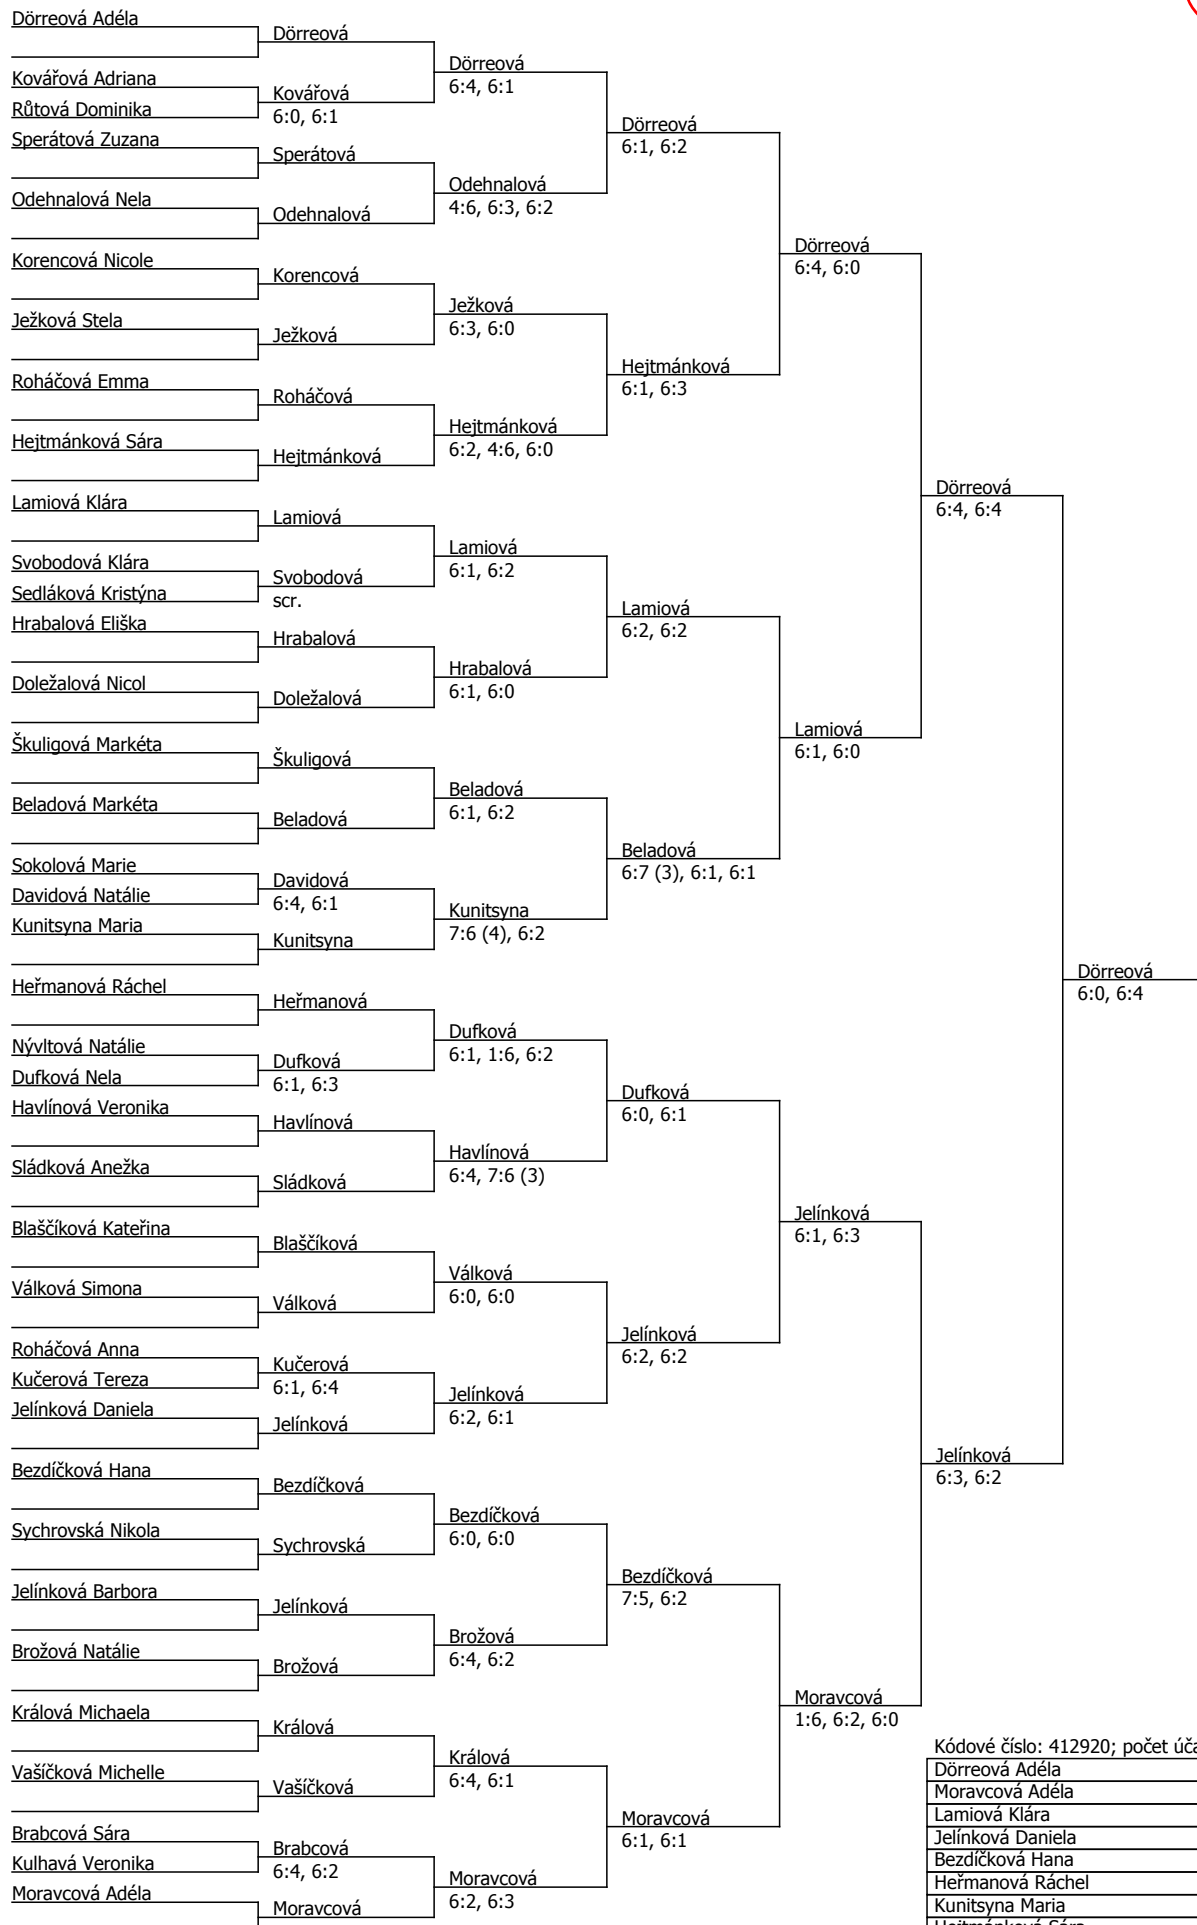 Dörreová Adéla
Kovářová Adriana
Růtová Dominika
Sperátová Zuzana
Odehnalová Nela
Korencová Nicole
Ježková Stela
Roháčová Emma
Hejtmánková Sára
Lamiová Klára
Svobodová Klára
Sedláková Kristýna
Hrabalová Eliška
Doležalová Nicol
Škuligová Markéta
Beladová Markéta
Sokolová Marie
Davidová Natálie
Kunitsyna Maria
Heřmanová Ráchel
Nývltová Natálie
Dufková Nela
Havlínová Veronika
Sládková Anežka
Blaščíková Kateřina
Válková Simona
Roháčová Anna
Kučerová Tereza
Jelínková Daniela
Bezdíčková Hana
Sychrovská Nikola
Jelínková Barbora
Brožová Natálie
Králová Michaela
Vašíčková Michelle
Brabcová Sára
Kulhavá Veronika
Moravcová Adéla
Dörreová
Kovářová
6:0, 6:1
Sperátová
Odehnalová
Korencová
Ježková
Roháčová
Hejtmánková
Lamiová
Svobodová
scr.
Hrabalová
Doležalová
Škuligová
Beladová
Davidová
6:4, 6:1
Kunitsyna
Heřmanová
Dufková
6:1, 6:3
Havlínová
Sládková
Blaščíková
Válková
Kučerová
6:1, 6:4
Jelínková
Bezdíčková
Sychrovská
Jelínková
Brožová
Králová
Vašíčková
Brabcová
6:4, 6:2
Moravcová
Dörreová
6:4, 6:1
Odehnalová
4:6, 6:3, 6:2
Ježková
6:3, 6:0
Hejtmánková
6:2, 4:6, 6:0
Lamiová
6:1, 6:2
Hrabalová
6:1, 6:0
Beladová
6:1, 6:2
Kunitsyna
7:6 (4), 6:2
Dufková
6:1, 1:6, 6:2
Havlínová
6:4, 7:6 (3)
Válková
6:0, 6:0
Jelínková
6:2, 6:1
Bezdíčková
6:0, 6:0
Brožová
6:4, 6:2
Králová
6:4, 6:1
Moravcová
6:2, 6:3
Dörreová
6:1, 6:2
Hejtmánková
6:1, 6:3
Lamiová
6:2, 6:2
Beladová
6:7 (3), 6:1, 6:1
Dufková
6:0, 6:1
Jelínková
6:2, 6:2
Bezdíčková
7:5, 6:2
Moravcová
6:1, 6:1
Dörreová
6:4, 6:0
Lamiová
6:1, 6:0
Jelínková
6:1, 6:3
Moravcová
1:6, 6:2, 6:0
Dörreová
6:4, 6:4
Jelínková
6:3, 6:2
Dörreová
6:0, 6:4
Kódové číslo: 412920; počet úča
Dörreová Adéla
Moravcová Adéla
Lamiová Klára
Jelínková Daniela
Bezdíčková Hana
Heřmanová Ráchel
Kunitsyna Maria
Hejtmánková Sára